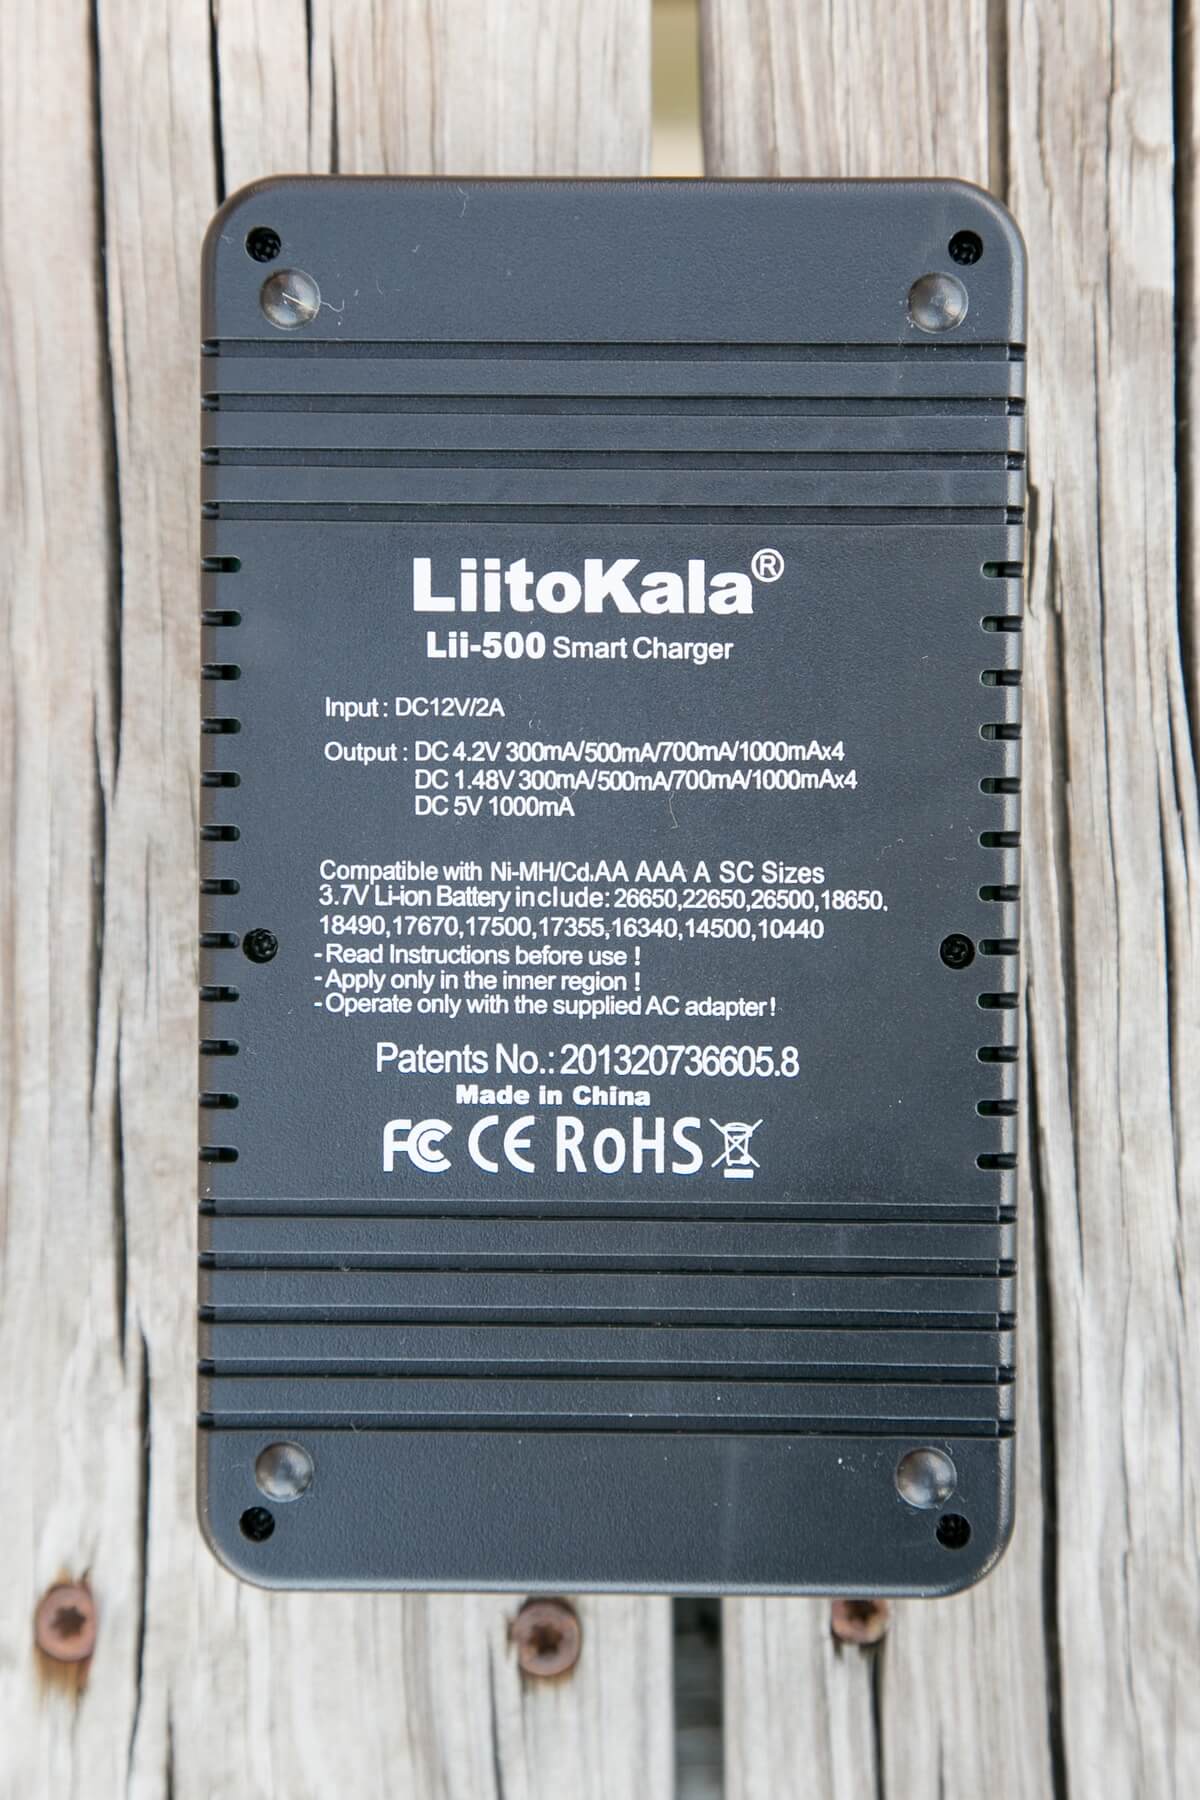 LiitoKala®
Lii-500 Smart Charger
Input : DC12V/2A
Output : DC 4.2V 300mA/500mA/700mA/1000mAx4
DC 1.48V 300mA/500mA/700mA/1000mAx4
DC 5V 1000mA
Compatible with Ni-MH/Cd,AA AAA A SC Sizes
3.7V Li-ion Battery include: 26650,22650,26500,18650,
18490,17670,17500,17355,16340,14500,10440
-Read Instructions before use !
-Apply only in the inner region !
-Operate only with the supplied AC adapter!
Patents No.: 201320736605.8
Made in China
FC CE RoHS